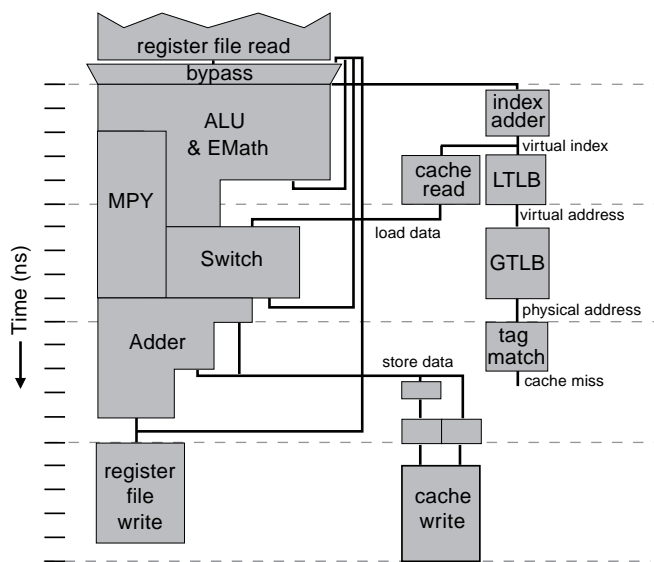 register file read
bypass
ALU
& EMath
index
adder
virtual index
cache
read
LTLB
MPY
virtual address
load data
Switch
GTLB
Time (ns)
physical address
Adder
tag
match
store data
cache miss
register
file
write
cache
write